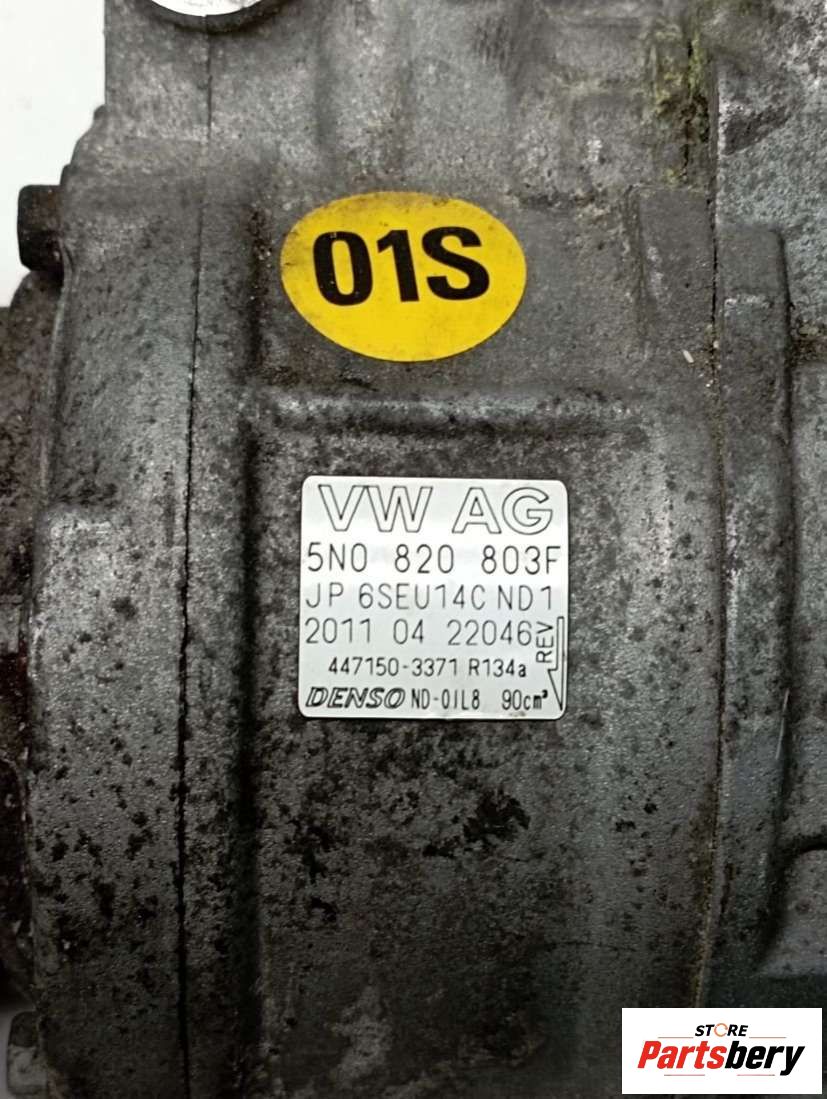 01S
VW AG
5N0 820 803F
JP 6SEU14C ND1
2011 04 22046
REV
447150-3371 R134a
DENSO ND-OIL8 90cm³
STORE
Partsbery